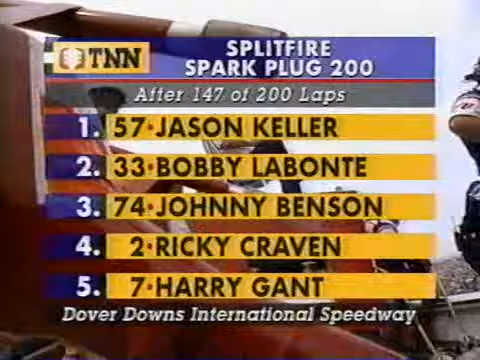 TNN
SPLITFIRE
SPARK PLUG 200
After 147 of 200 Laps
1. 57•JASON KELLER
2. 33•BOBBY LABONTE
3. 74•JOHNNY BENSON
4. 2•RICKY CRAVEN
5. 7•HARRY GANT
Dover Downs International Speedway